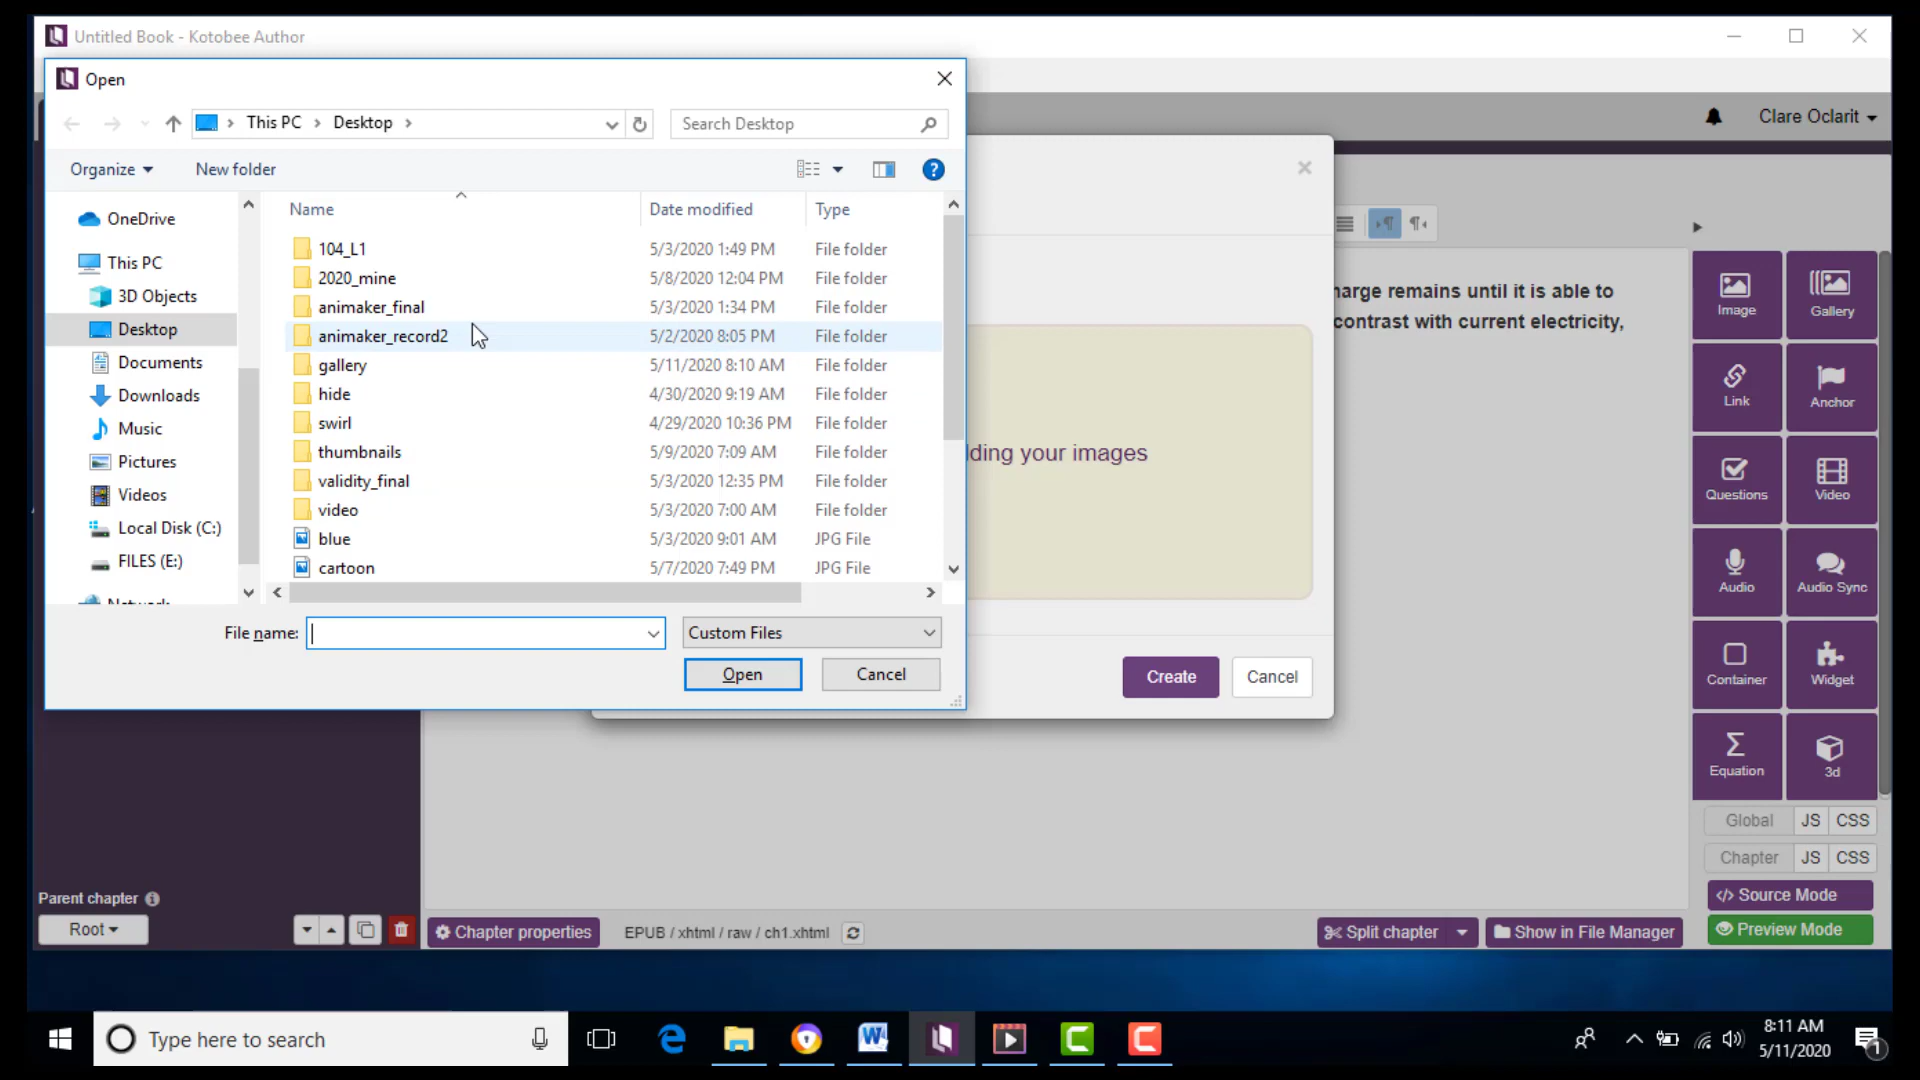 Untitled Book - Kotobee Author
Open
This PC
Desktop
Search Desktop
Clare Oclarit
Organize
New folder
Name
Date modified
Type
OneDrive
This PC
3D Objects
Desktop
Documents
Downloads
Music
Pictures
Videos
Local Disk (C:)
FILES (E:)
Network
104_L1 5/3/2020 1:49 PM File folder
2020_mine 5/8/2020 12:04 PM File folder
animaker_final 5/3/2020 1:34 PM File folder
animaker_record2 5/2/2020 8:05 PM File folder
gallery 5/11/2020 8:10 AM File folder
hide 4/30/2020 9:19 AM File folder
swirl 4/29/2020 10:36 PM File folder
thumbnails 5/9/2020 7:09 AM File folder
validity_final 5/3/2020 12:35 PM File folder
video 5/3/2020 7:00 AM File folder
blue 5/3/2020 9:01 AM JPG File
cartoon 5/7/2020 7:49 PM JPG File
File name:
Custom Files
Open
Cancel
harge remains until it is able to
contrast with current electricity,
lding your images
Create
Cancel
Image
Gallery
Link
Anchor
Questions
Video
Audio
Audio Sync
Container
Widget
Equation
3d
Global JS CSS
Chapter JS CSS
Source Mode
Preview Mode
Parent chapter
Root
Chapter properties
EPUB / xhtml / raw / ch1.xhtml
Split chapter
Show in File Manager
Type here to search
8:11 AM
5/11/2020
1